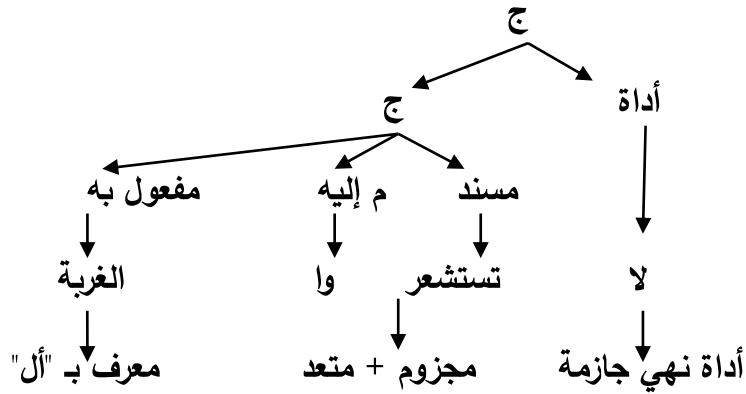 ج
ج
أداة
مسند م إليه مفعول به
لا تستشعر وا الغربة
أداة نهي جازمة مجزوم + متعد معرف بـ "أل"